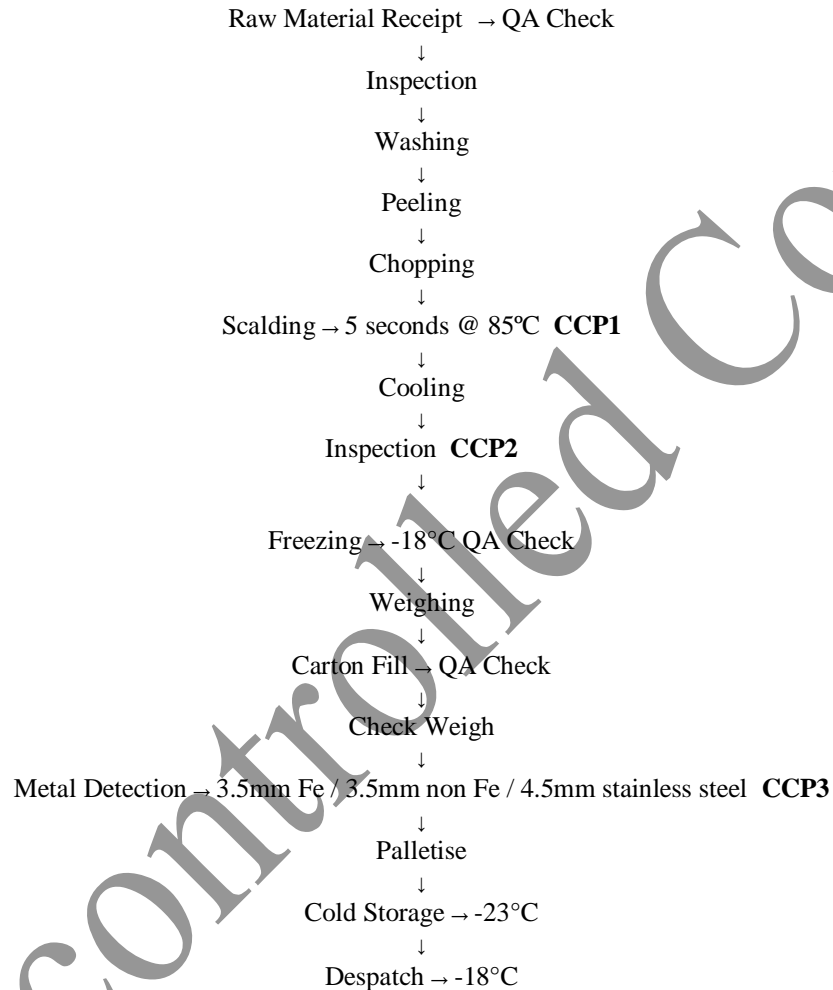 Raw Material Receipt → QA Check
↓
Inspection
↓
Washing
↓
Peeling
↓
Chopping
↓
Scalding → 5 seconds @ 85ºC CCP1
↓
Cooling
↓
Inspection CCP2
↓
Freezing → -18°C QA Check
↓
Weighing
↓
Carton Fill → QA Check
↓
Check Weigh
↓
Metal Detection → 3.5mm Fe / 3.5mm non Fe / 4.5mm stainless steel CCP3
↓
Palletise
↓
Cold Storage → -23°C
↓
Despatch → -18°C
controlled Co